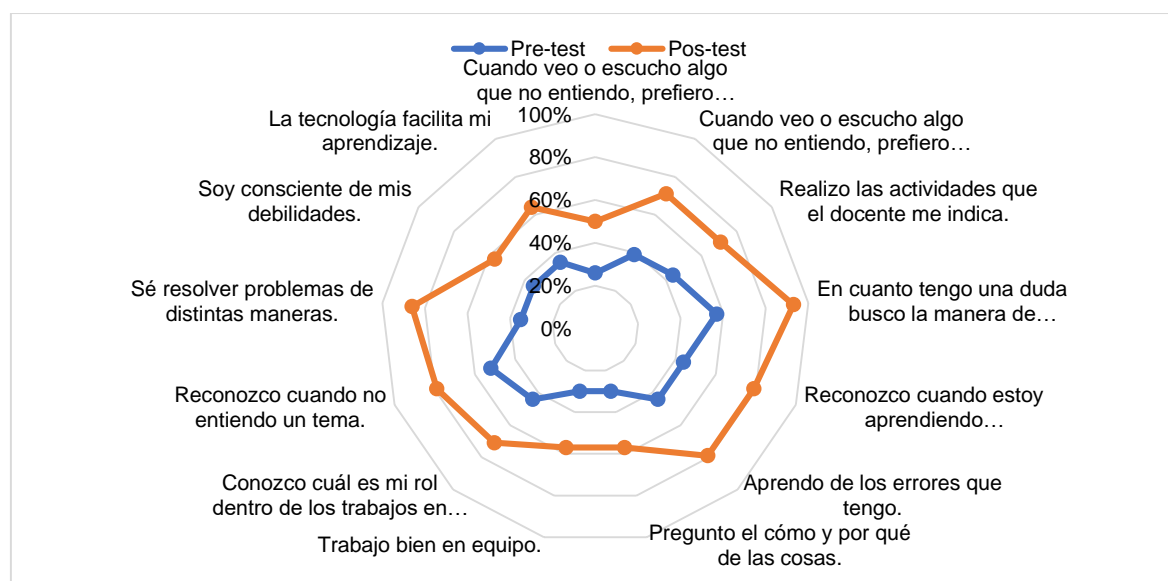 Pre-test Pos-test
Cuando veo o escucho algo
que no entiendo, prefiero…
100%
80%
60%
40%
20%
0%
Cuando veo o escucho algo
que no entiendo, prefiero…
Realizo las actividades que
el docente me indica.
En cuanto tengo una duda
busco la manera de…
Reconozco cuando estoy
aprendiendo…
Aprendo de los errores que
tengo.
Pregunto el cómo y por qué
de las cosas.
Trabajo bien en equipo.
Conozco cuál es mi rol
dentro de los trabajos en…
Reconozco cuando no
entiendo un tema.
Sé resolver problemas de
distintas maneras.
Soy consciente de mis
debilidades.
La tecnología facilita mi
aprendizaje.